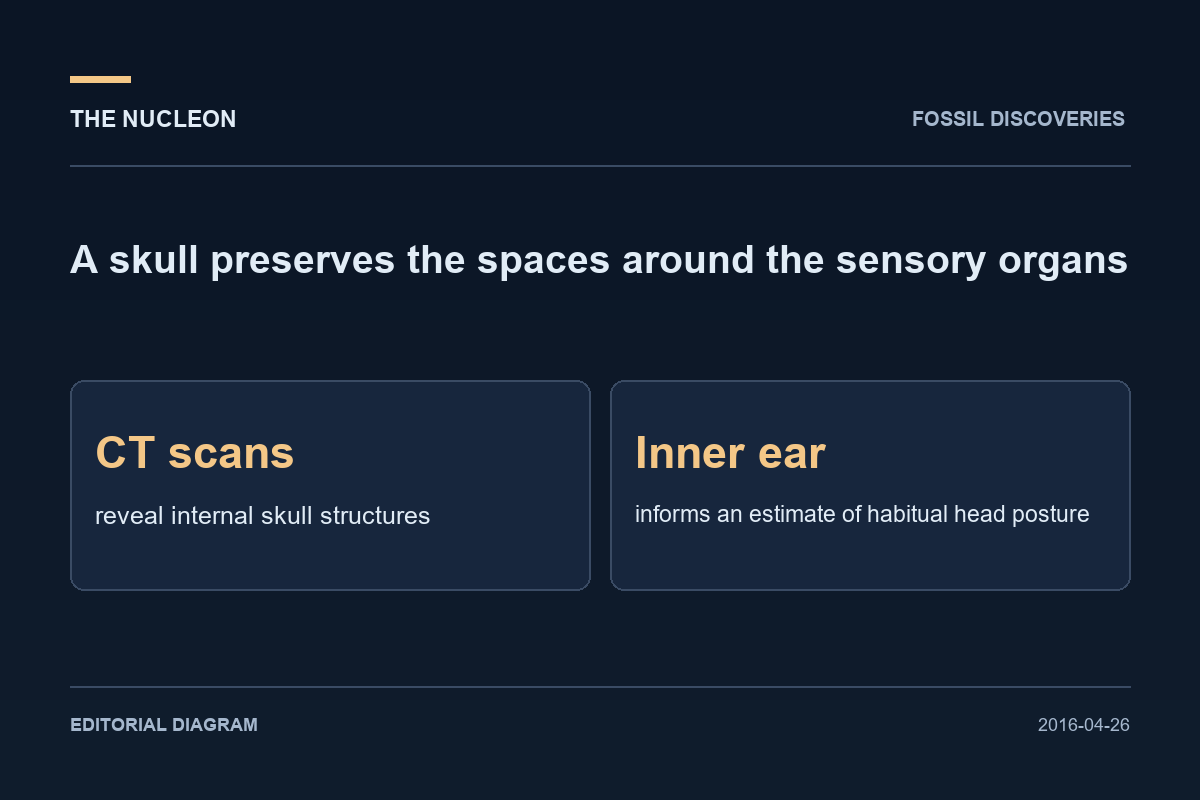 THE NUCLEON
FOSSIL DISCOVERIES
A skull preserves the spaces around the sensory organs
CT scans
reveal internal skull structures
Inner ear
informs an estimate of habitual head posture
EDITORIAL DIAGRAM
2016-04-26